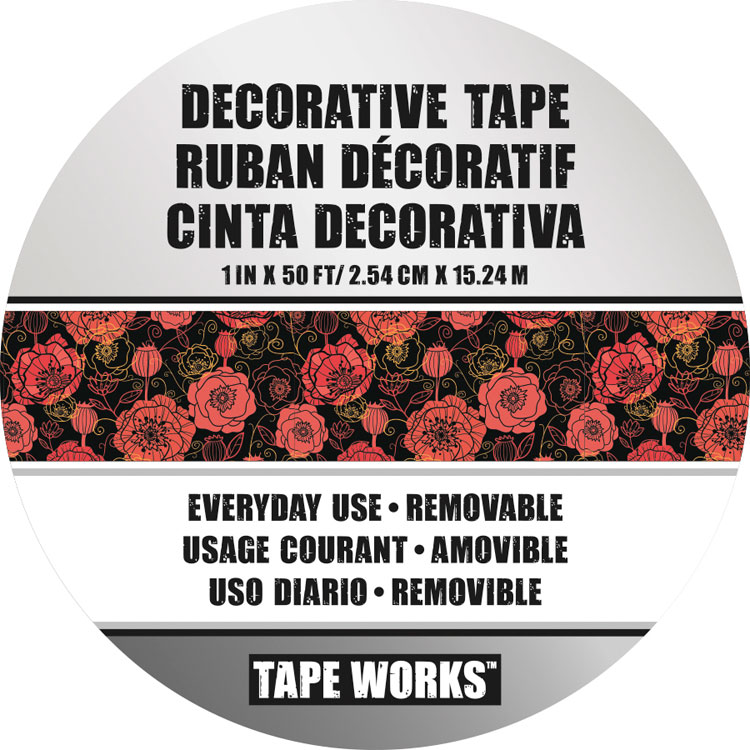 DECORATIVE TAPE
RUBAN DÉCORATIF
CINTA DECORATIVA
1 IN X 50 FT/ 2.54 CM X 15.24 M
EVERYDAY USE • REMOVABLE
USAGE COURANT • AMOVIBLE
USO DIARIO • REMOVIBLE
TAPE WORKS™